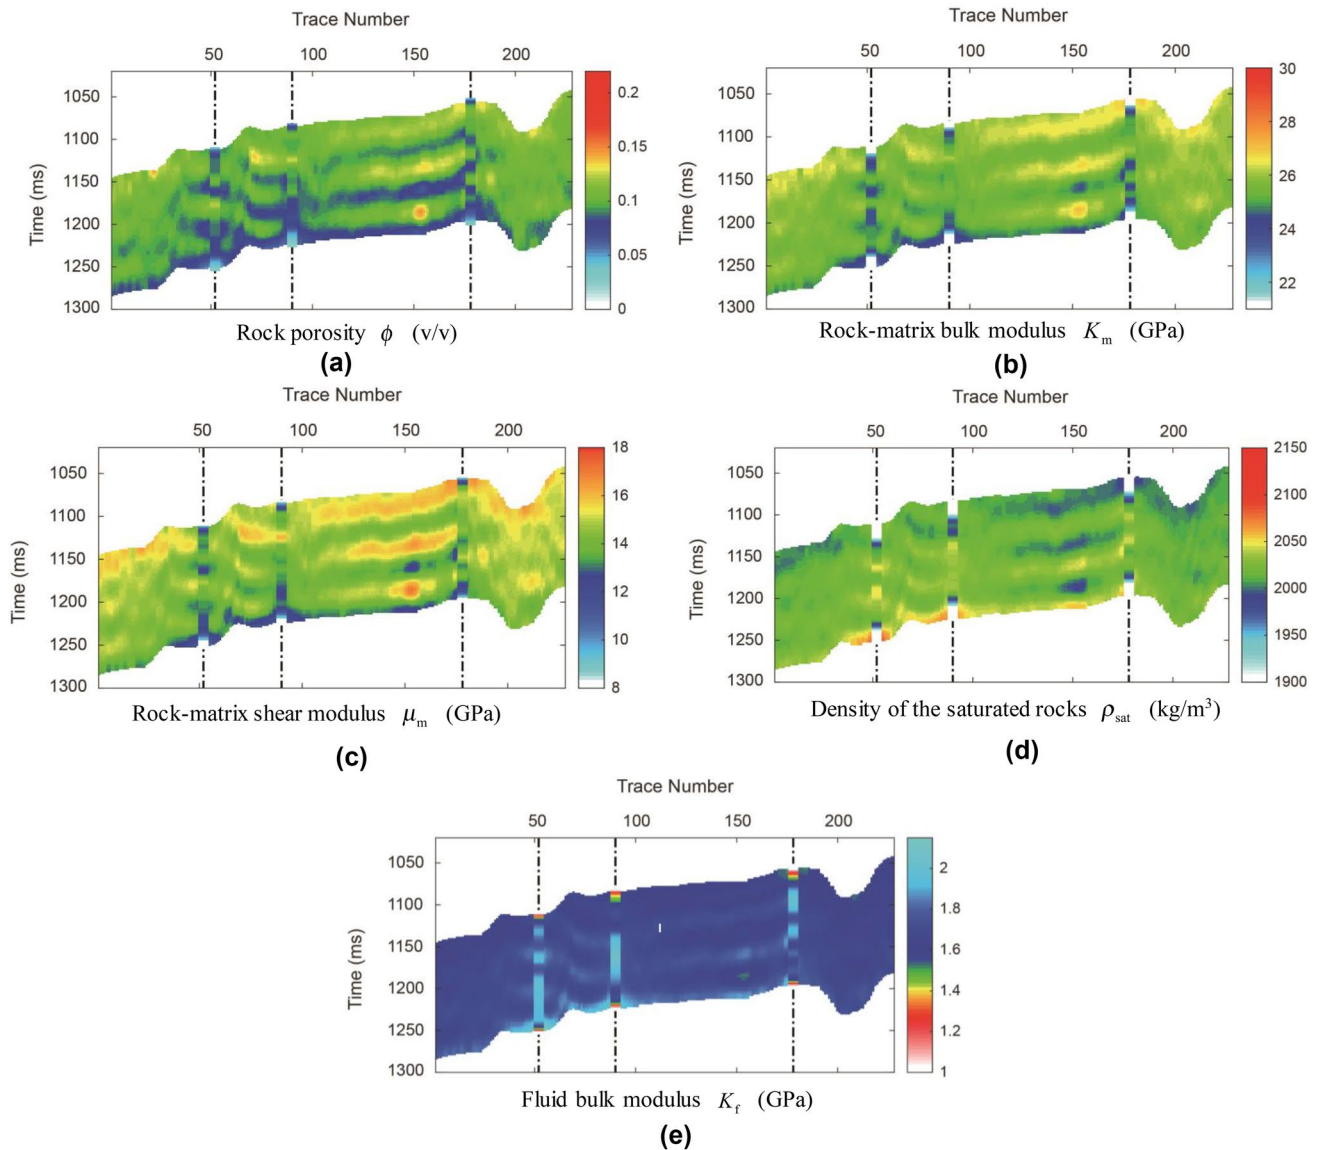 Trace Number
Trace Number
50 100 150 200
50 100 150 200
1050
1100
1150
1200
1250
1300
Time (ms)
0.2
0.15
0.1
0.05
0
1050
1100
1150
1200
1250
1300
Time (ms)
30
28
26
24
22
Rock porosity ϕ (v/v)
(a)
Rock-matrix bulk modulus Km (GPa)
(b)
Trace Number
Trace Number
50 100 150 200
50 100 150 200
1050
1100
1150
1200
1250
1300
Time (ms)
18
16
14
12
10
8
1050
1100
1150
1200
1250
1300
Time (ms)
2150
2100
2050
2000
1950
1900
Rock-matrix shear modulus μm (GPa)
(c)
Density of the saturated rocks ρsat (kg/m³)
(d)
Trace Number
50 100 150 200
1050
1100
1150
1200
1250
1300
Time (ms)
2
1.8
1.6
1.4
1.2
1
Fluid bulk modulus Kf (GPa)
(e)